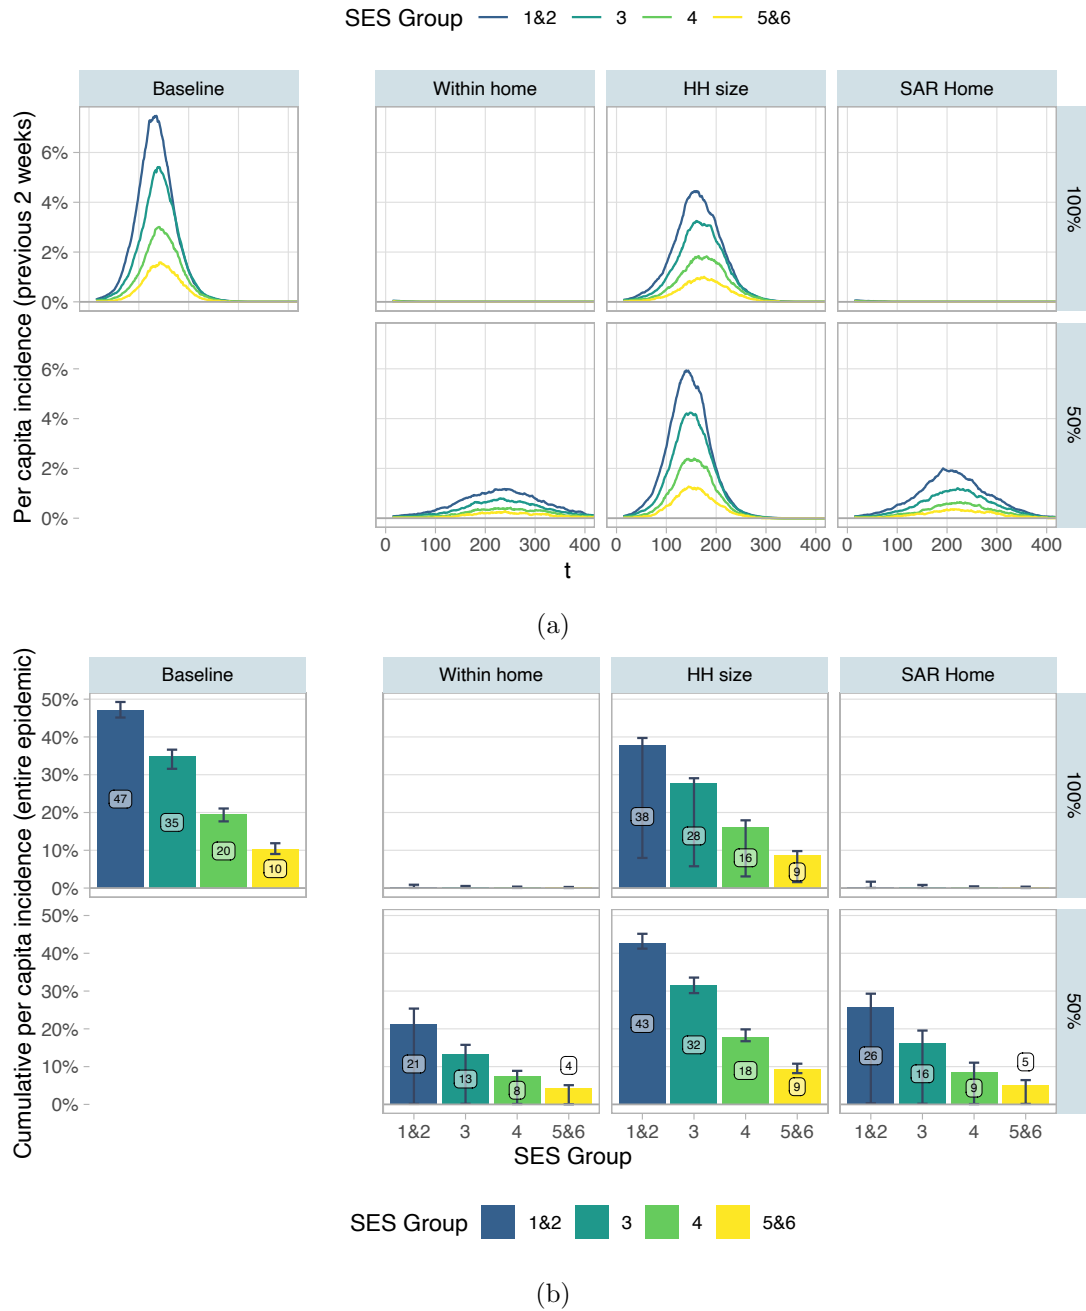 SES Group 1&2 3 4 5&6
Baseline Within home HH size SAR Home
Per capita incidence (previous 2 weeks)
6%
4%
2%
0%
100%
6%
4%
2%
0%
50%
0 100 200 300 400 0 100 200 300 400 0 100 200 300 400
t
(a)
Baseline Within home HH size SAR Home
Cumulative per capita incidence (entire epidemic)
50%
40%
30%
20%
10%
0%
47 35 20 10
38 28 16 9
100%
50%
40%
30%
20%
10%
0%
21 13 8 4
43 32 18 9
26 16 9 5
50%
1&2 3 4 5&6 1&2 3 4 5&6 1&2 3 4 5&6
SES Group
SES Group 1&2 3 4 5&6
(b)